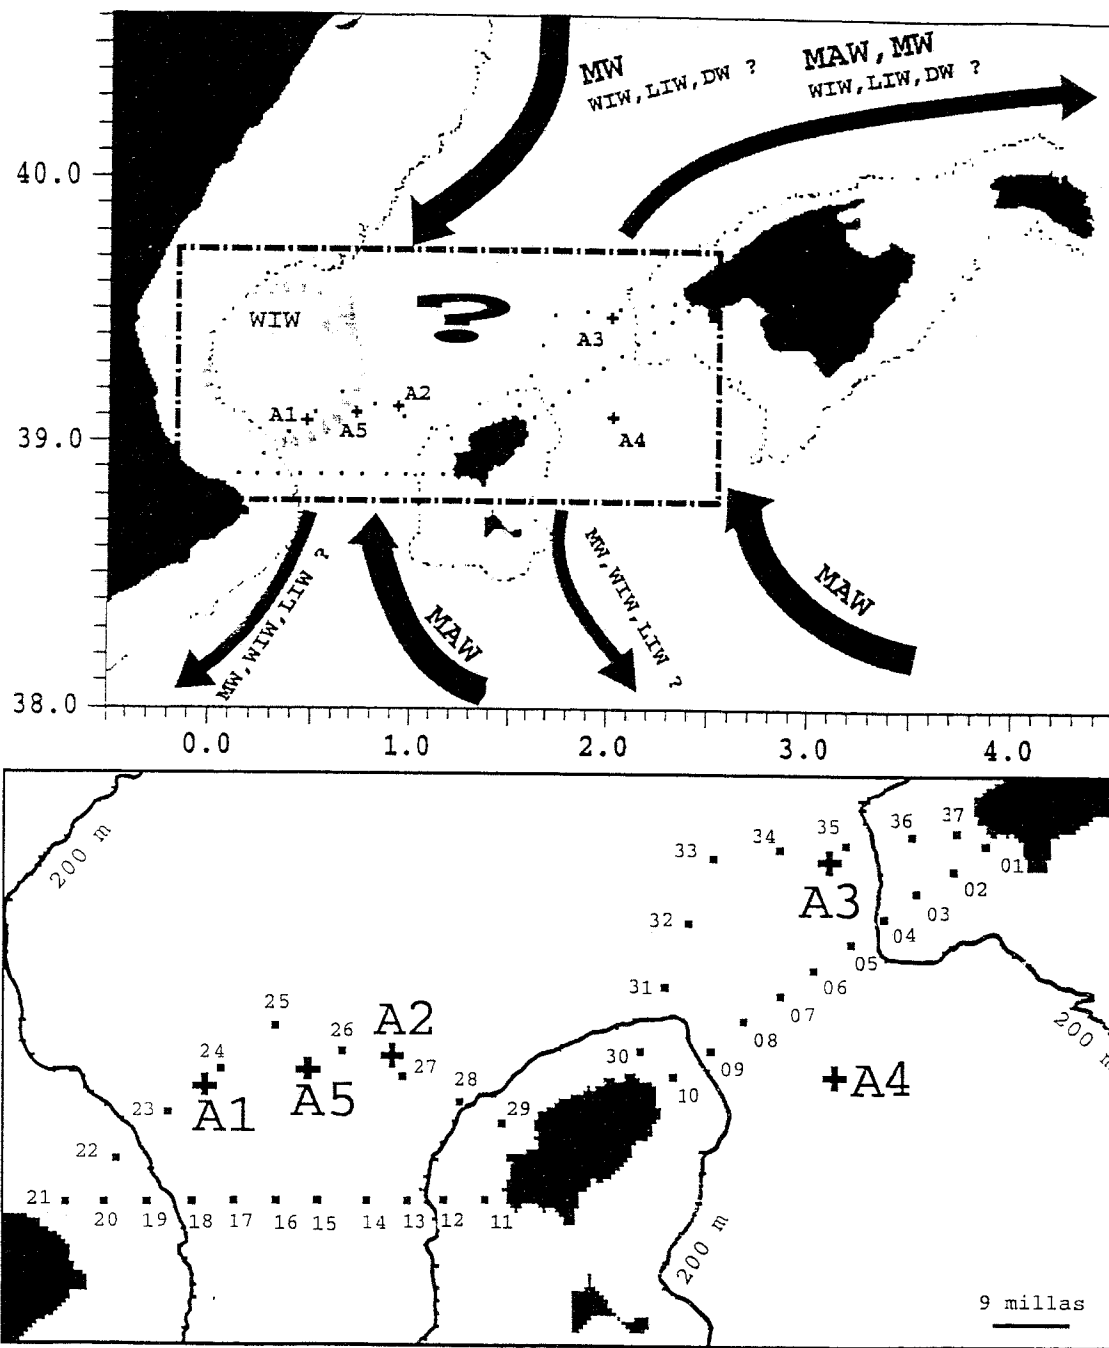 MW
WIW, LIW, DW ?
MAW, MW
WIW, LIW, DW ?
40.0
WIW
?
A3
A2
A1
A5
A4
39.0
MW, WIW, LIW ?
MAW
MW, WIW, LIW ?
MAW
38.0
0.0 1.0 2.0 3.0 4.0
200 m
33
34
35
36
37
01
A3
02
03
04
32
05
06
31
07
200 m
25
26
A2
08
24
27
30
09
A4
A1
A5
28
10
23
29
22
21
20 19 18 17 16 15 14 13 12 11
200 m
9 millas